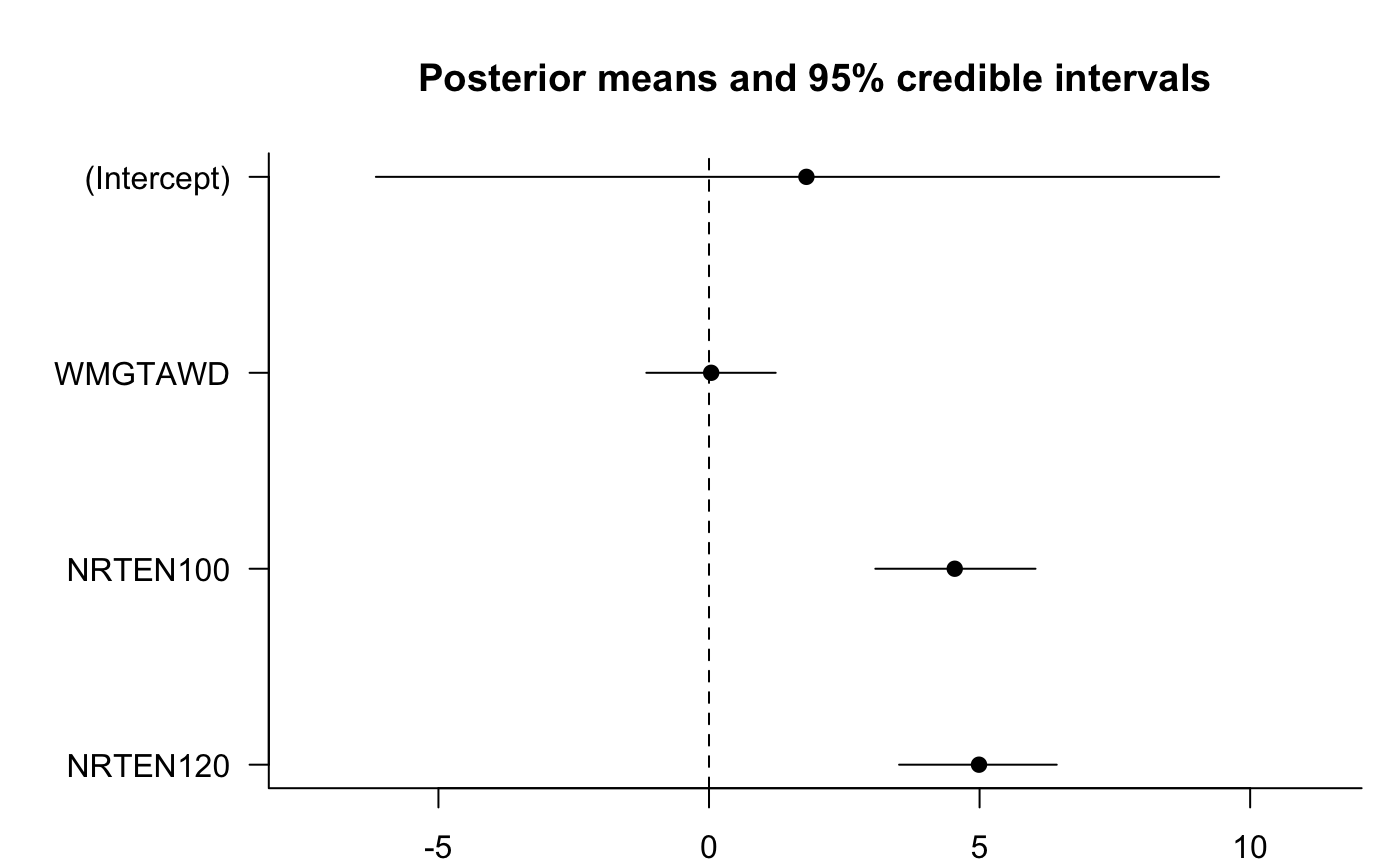 Posterior means and 95% credible intervals
(Intercept)
WMGTAWD
NRTEN100
NRTEN120
-5 0 5 10